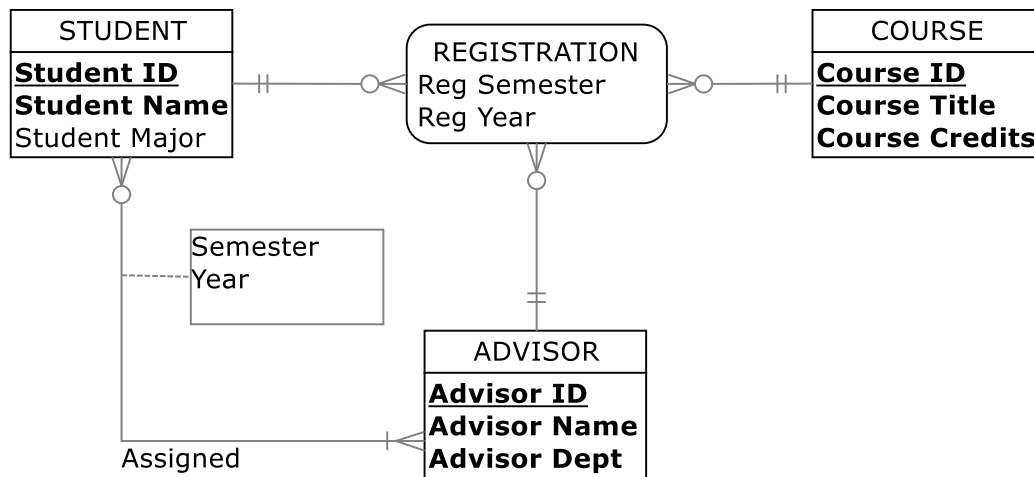 STUDENT
Student ID
Student Name
Student Major
REGISTRATION
Reg Semester
Reg Year
COURSE
Course ID
Course Title
Course Credits
Semester
Year
ADVISOR
Advisor ID
Advisor Name
Advisor Dept
Assigned